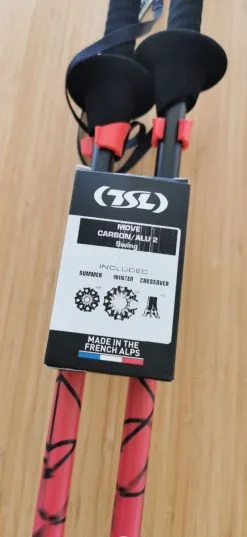 TSL
MOVE
CARBON/ALU 2
Swing
INCLUDED
SUMMER WINTER CROSSOVER
MADE IN THE
FRENCH ALPS